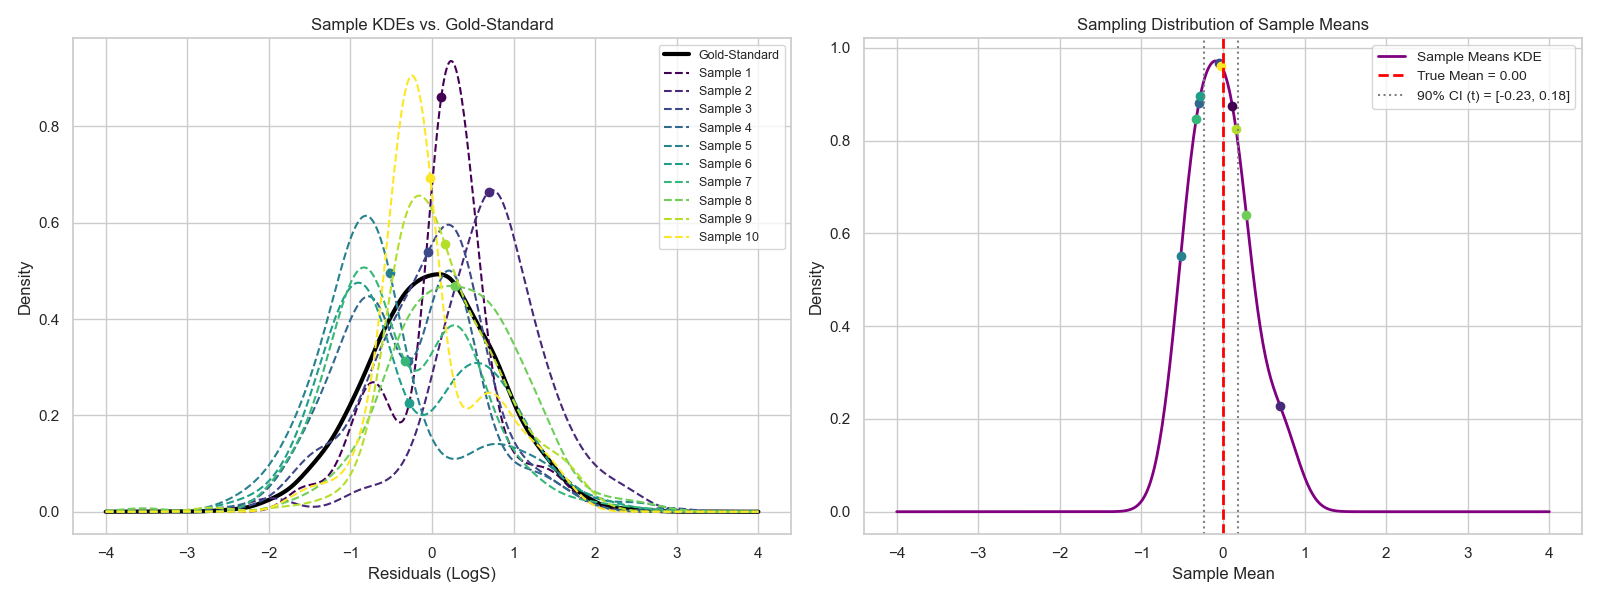 Sample KDEs vs. Gold-Standard
Density
0.8
0.6
0.4
0.2
0.0
−4
−3
−2
−1
0
1
2
3
4
Residuals (LogS)
Gold-Standard
Sample 1
Sample 2
Sample 3
Sample 4
Sample 5
Sample 6
Sample 7
Sample 8
Sample 9
Sample 10
Sampling Distribution of Sample Means
Density
1.0
0.8
0.6
0.4
0.2
0.0
−4
−3
−2
−1
0
1
2
3
4
Sample Mean
Sample Means KDE
True Mean = 0.00
90% CI (t) = [-0.23, 0.18]